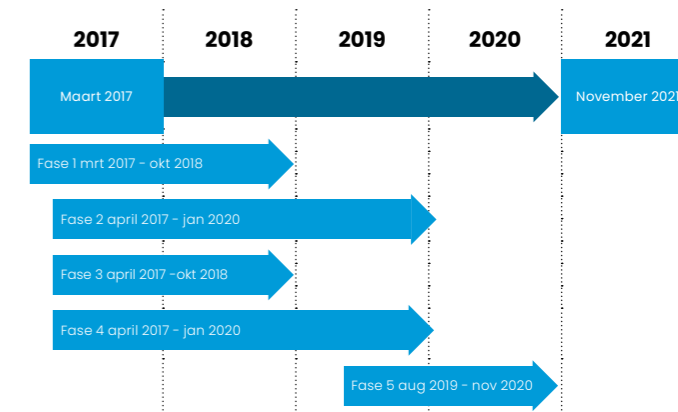 2017 2018 2019 2020 2021
Maart 2017 November 2021
Fase 1 mrt 2017 - okt 2018
Fase 2 april 2017 - jan 2020
Fase 3 april 2017 -okt 2018
Fase 4 april 2017 - jan 2020
Fase 5 aug 2019 - nov 2020